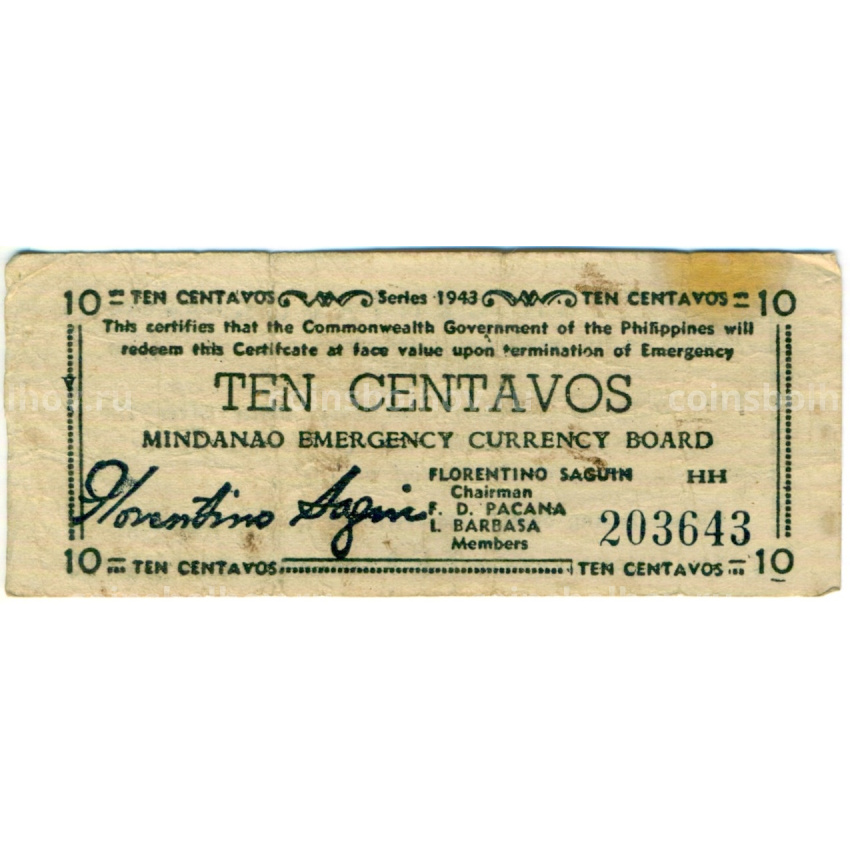 10 TEN CENTAVOS Series 1943 TEN CENTAVOS 10
This certifies that the Commonwealth Government of the Philippines will
redeem this Certifcate at face value upon termination of Emergency
TEN CENTAVOS
MINDANAO EMERGENCY CURRENCY BOARD
FLORENTINO SAGUIN HH
Chairman
Florentino Saguin
F. D. PACANA
L. BARBASA
203643
Members
10 TEN CENTAVOS TEN CENTAVOS 10